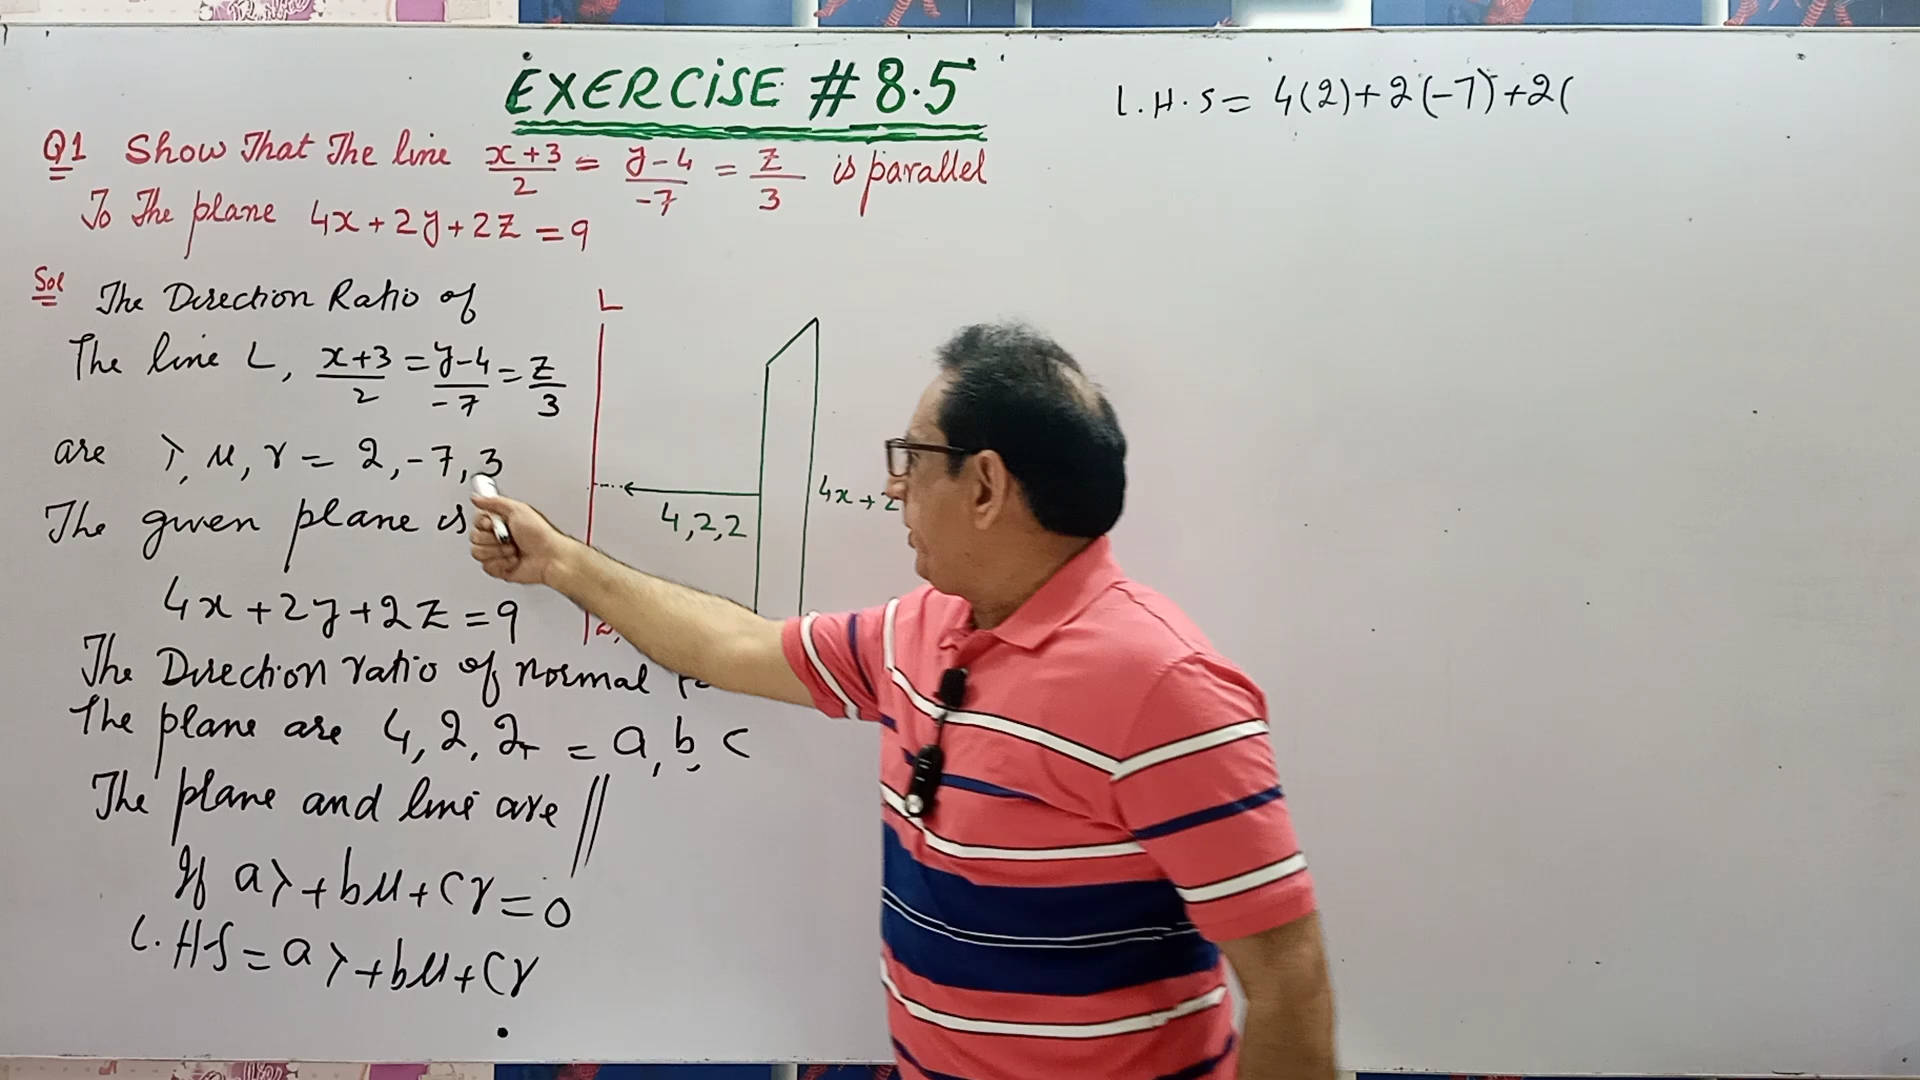 EXERCISE # 8.5
Q1 Show That The line x+3/2 = y-4/-7 = z/3 is parallel
To The plane 4x+2y+2z=9
Sol The Direction Ratio of
The line L, x+3/2 = y-4/-7 = z/3
are λ, μ, γ = 2, -7, 3
The given plane is
4x+2y+2z=9
The Direction ratio of normal
The plane are 4, 2, 2 = a, b, c
The plane and line are //
If aλ+bμ+cγ=0
L.H.S = aλ+bμ+cγ
L
4,2,2
4x+2
L.H.S = 4(2)+2(-7)+2(